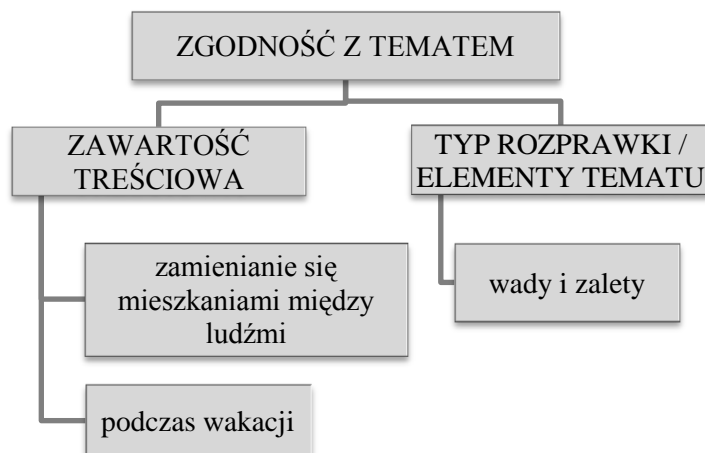 ZGODNOŚĆ Z TEMATEM
ZAWARTOŚĆ
TREŚCIOWA
TYP ROZPRAWKI /
ELEMENTY TEMATU
zamienianie się
mieszkaniami między
ludźmi
wady i zalety
podczas wakacji